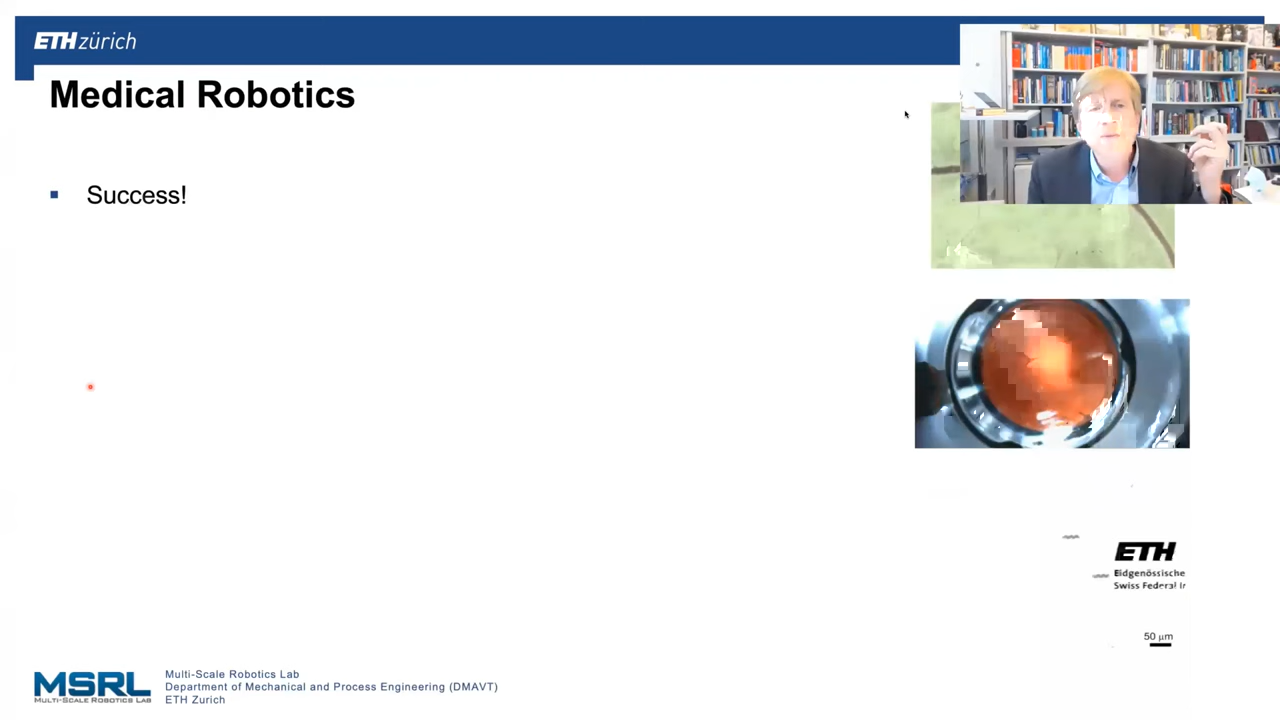 ETH zürich
Medical Robotics
Success!
ETH
Eidgenössische
Swiss Federal
50 µm
MSRL
MULTI-SCALE ROBOTICS LAB
Multi-Scale Robotics Lab
Department of Mechanical and Process Engineering (DMAVT)
ETH Zurich